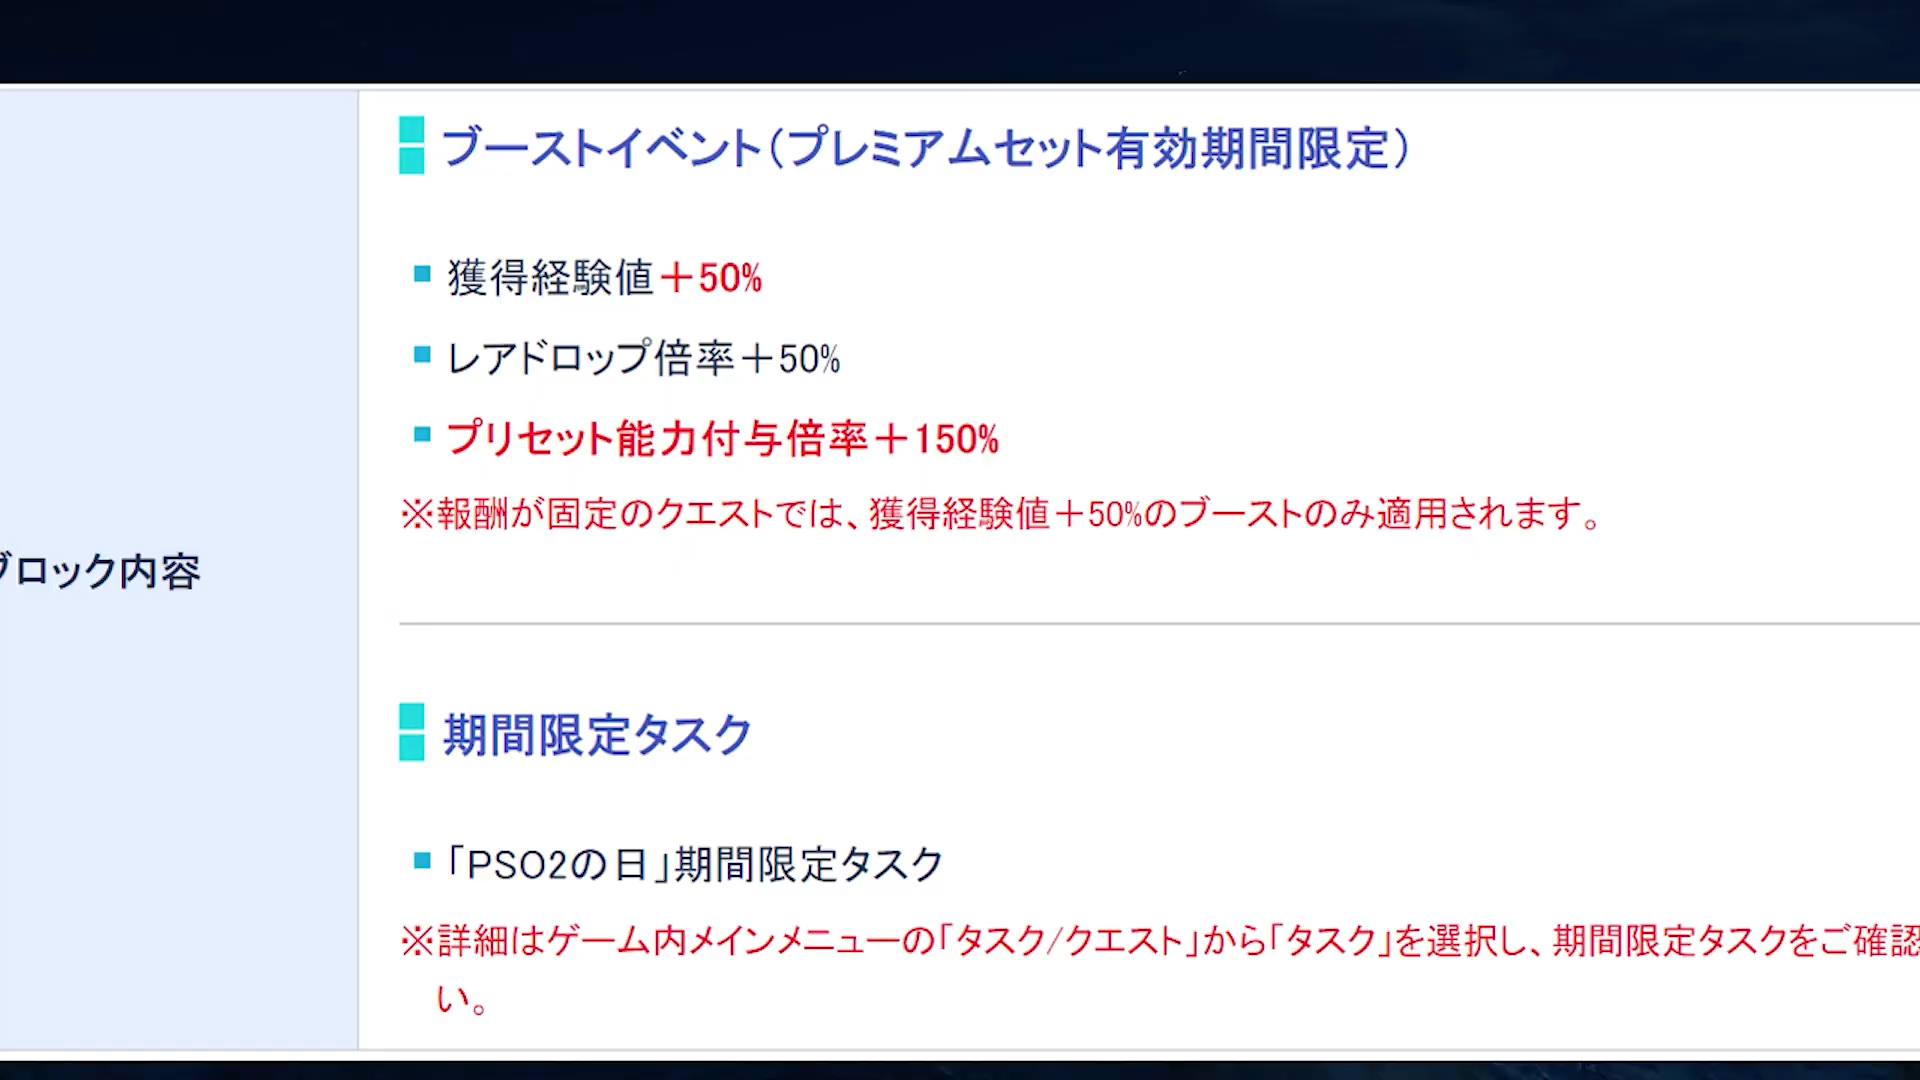 ブーストイベント（プレミアムセット有効期間限定）
獲得経験値＋50%
レアドロップ倍率＋50%
プリセット能力付与倍率＋150%
※報酬が固定のクエストでは、獲得経験値＋50%のブーストのみ適用されます。
ブロック内容
期間限定タスク
「PSO2の日」期間限定タスク
※詳細はゲーム内メインメニューの「タスク/クエスト」から「タスク」を選択し、期間限定タスクをご確認
い。